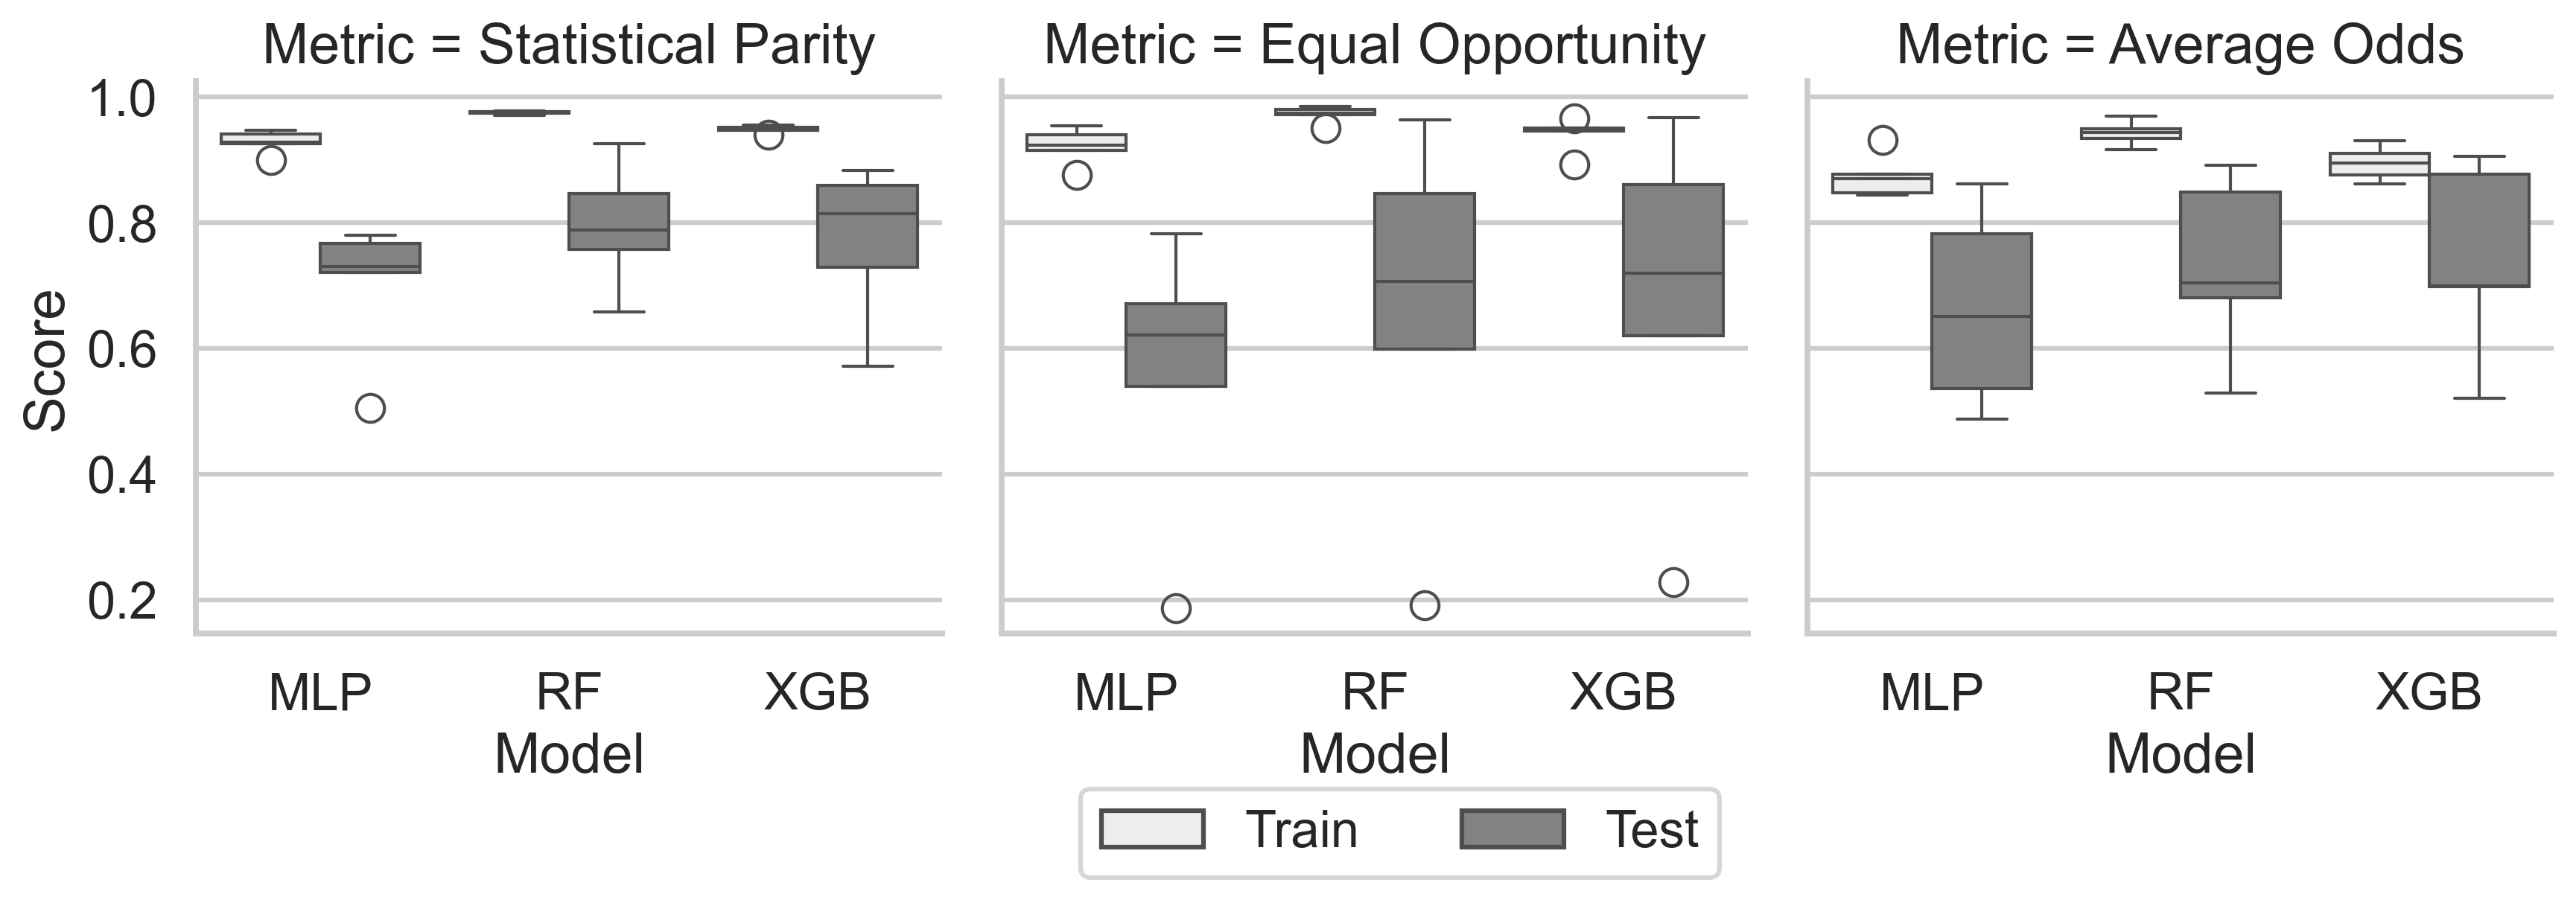 Metric = Statistical Parity
Metric = Equal Opportunity
Metric = Average Odds
Score
1.0
0.8
0.6
0.4
0.2
MLP RF XGB
MLP RF XGB
MLP RF XGB
Model
Model
Model
Train
Test